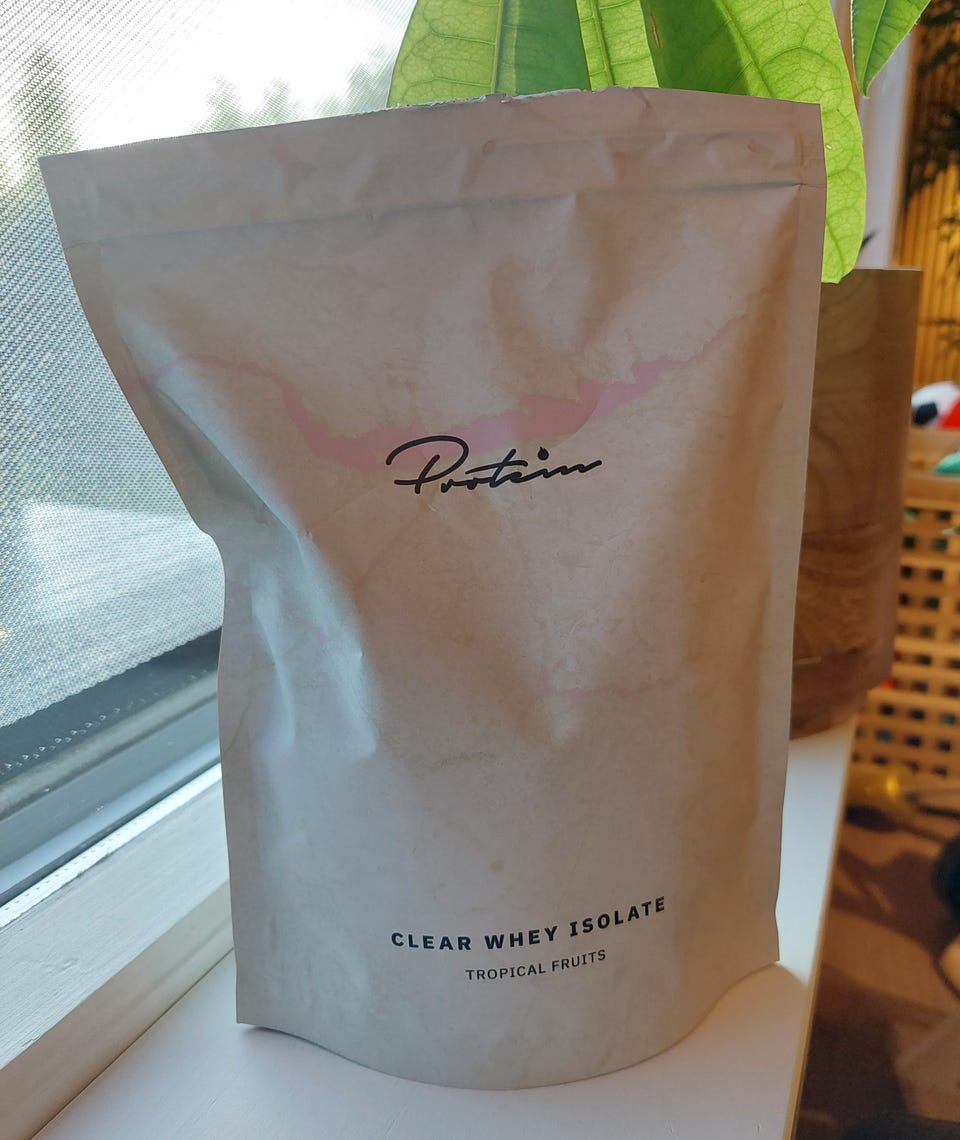 Protein
CLEAR WHEY ISOLATE
TROPICAL FRUITS